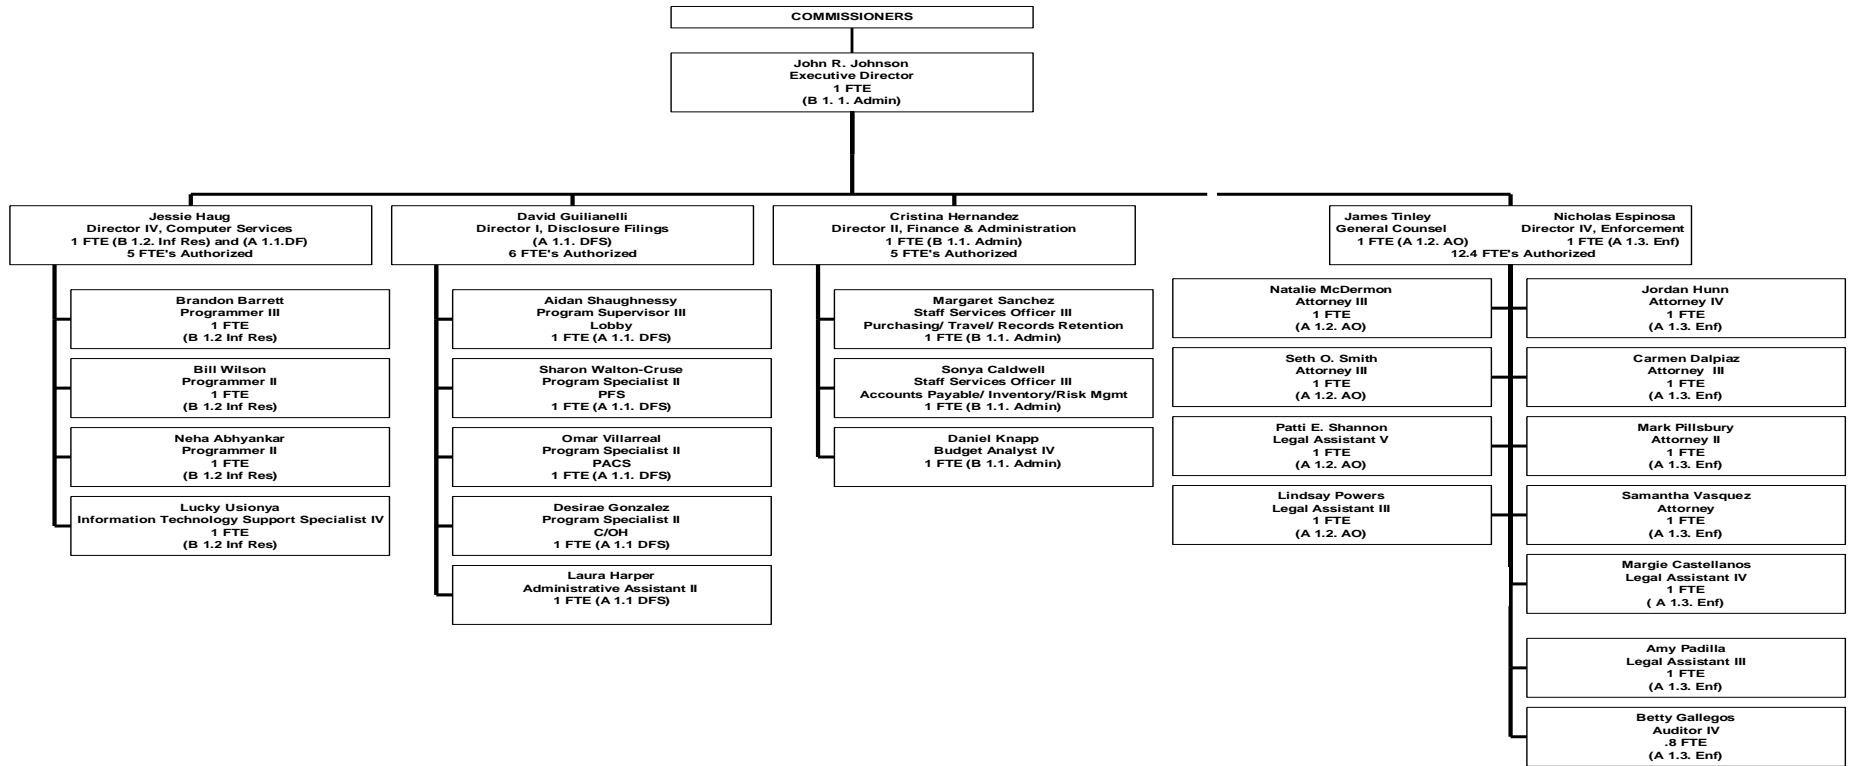 COMMISSIONERS
John R. Johnson
Executive Director
1 FTE
(B 1. 1. Admin)
Jessie Haug
Director IV, Computer Services
1 FTE (B 1.2. Inf Res) and (A 1.1.DF)
5 FTE's Authorized
Brandon Barrett
Programmer III
1 FTE
(B 1.2 Inf Res)
Bill Wilson
Programmer II
1 FTE
(B 1.2 Inf Res)
Neha Abhyankar
Programmer II
1 FTE
(B 1.2 Inf Res)
Lucky Usionya
Information Technology Support Specialist IV
1 FTE
(B 1.2 Inf Res)
David Guilianelli
Director I, Disclosure Filings
(A 1.1. DFS)
6 FTE's Authorized
Aidan Shaughnessy
Program Supervisor III
Lobby
1 FTE (A 1.1. DFS)
Sharon Walton-Cruse
Program Specialist II
PFS
1 FTE (A 1.1. DFS)
Omar Villarreal
Program Specialist II
PACS
1 FTE (A 1.1. DFS)
Desirae Gonzalez
Program Specialist II
C/OH
1 FTE (A 1.1 DFS)
Laura Harper
Administrative Assistant II
1 FTE (A 1.1 DFS)
Cristina Hernandez
Director II, Finance & Administration
1 FTE (B 1.1. Admin)
5 FTE's Authorized
Margaret Sanchez
Staff Services Officer III
Purchasing/ Travel/ Records Retention
1 FTE (B 1.1. Admin)
Sonya Caldwell
Staff Services Officer III
Accounts Payable/ Inventory/Risk Mgmt
1 FTE (B 1.1. Admin)
Daniel Knapp
Budget Analyst IV
1 FTE (B 1.1. Admin)
James Tinley Nicholas Espinosa
General Counsel Director IV, Enforcement
1 FTE (A 1.2. AO) 1 FTE (A 1.3. Enf)
12.4 FTE's Authorized
Natalie McDermon
Attorney III
1 FTE
(A 1.2. AO)
Seth O. Smith
Attorney III
1 FTE
(A 1.2. AO)
Patti E. Shannon
Legal Assistant V
1 FTE
(A 1.2. AO)
Lindsay Powers
Legal Assistant III
1 FTE
(A 1.2. AO)
Jordan Hunn
Attorney IV
1 FTE
(A 1.3. Enf)
Carmen Dalpiaz
Attorney III
1 FTE
(A 1.3. Enf)
Mark Pillsbury
Attorney II
1 FTE
(A 1.3. Enf)
Samantha Vasquez
Attorney
1 FTE
(A 1.3. Enf)
Margie Castellanos
Legal Assistant IV
1 FTE
( A 1.3. Enf)
Amy Padilla
Legal Assistant III
1 FTE
(A 1.3. Enf)
Betty Gallegos
Auditor IV
.8 FTE
(A 1.3. Enf)